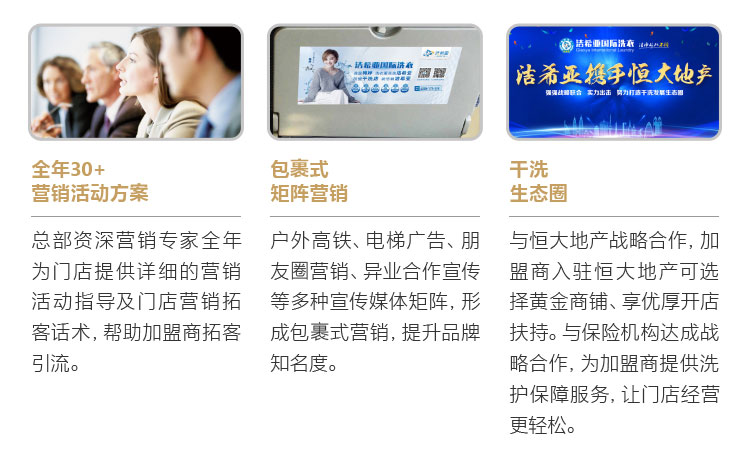 洁希亚国际洗衣
洁希亚国际洗衣
洁希亚携手恒大地产
强强战略联合 实力出击 努力打造干洗发展生态圈
全年30+
营销活动方案
总部资深营销专家全年
为门店提供详细的营销
活动指导及门店营销拓
客话术，帮助加盟商拓客
引流。
包裹式
矩阵营销
户外高铁、电梯广告、朋
友圈营销、异业合作宣传
等多种宣传媒体矩阵，形
成包裹式营销，提升品牌
知名度。
干洗
生态圈
与恒大地产战略合作，加
盟商入驻恒大地产可选
择黄金商铺、享优厚开店
扶持。与保险机构达成战
略合作，为加盟商提供洗
护保障服务，让门店经营
更轻松。